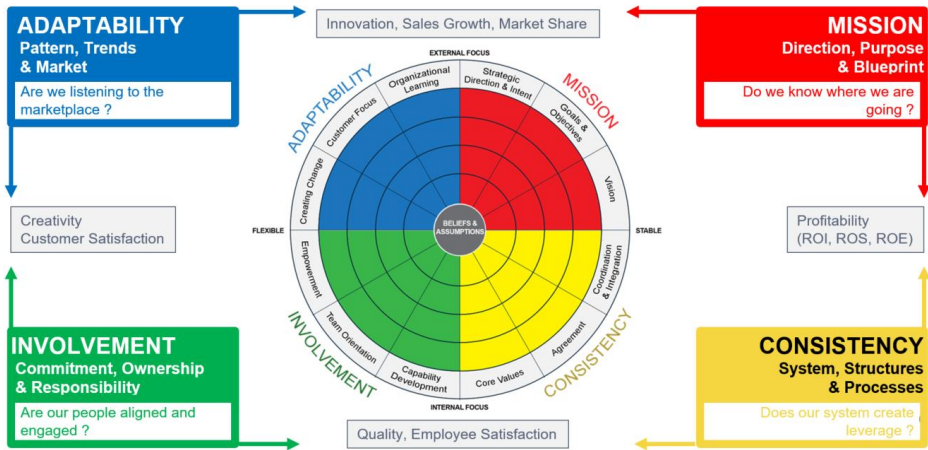 ADAPTABILITY
Pattern, Trends
& Market
Are we listening to the
marketplace ?
Innovation, Sales Growth, Market Share
MISSION
Direction, Purpose
& Blueprint
Do we know where we are
going ?
EXTERNAL FOCUS
ADAPTABILITY
MISSION
Creating Change
Customer Focus
Organizational
Learning
Strategic
Direction & Intent
Goals &
Objectives
Vision
Creativity
Customer Satisfaction
FLEXIBLE
BELIEFS &
ASSUMPTIONS
STABLE
Profitability
(ROI, ROS, ROE)
Empowerment
Team Orientation
Capability
Development
Core Values
Agreement
Coordination
& Integration
INVOLVEMENT
CONSISTENCY
INTERNAL FOCUS
INVOLVEMENT
Commitment, Ownership
& Responsibility
Are our people aligned and
engaged ?
Quality, Employee Satisfaction
CONSISTENCY
System, Structures
& Processes
Does our system create
leverage ?